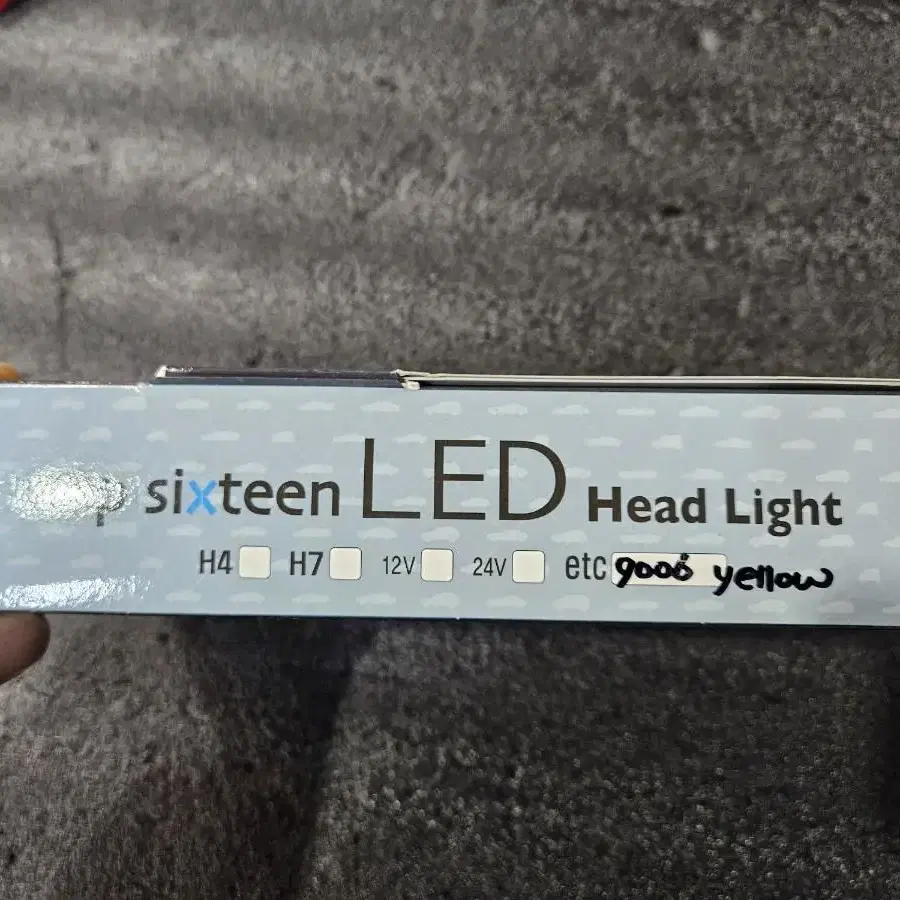 sixteen LED Head Light
H4 H7 12V 24V etc 9006 yellow